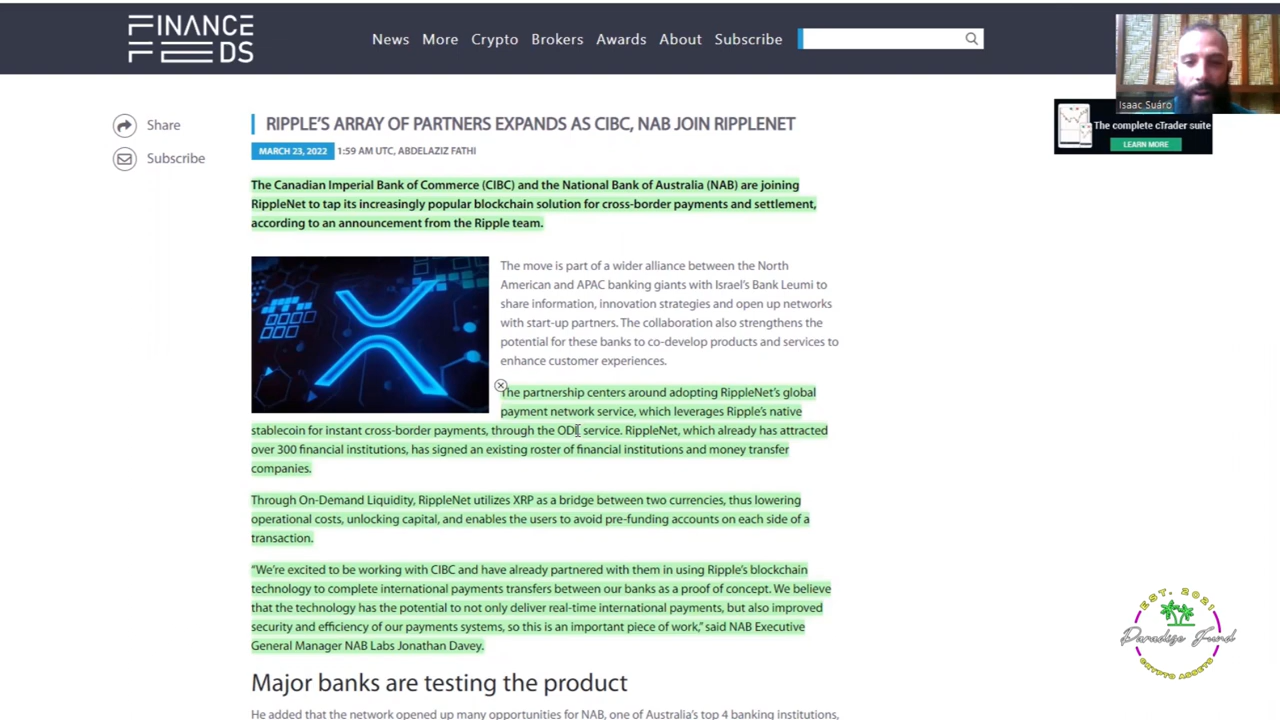 FINANCE
FEEDS
News More Crypto Brokers Awards About Subscribe
Isaac Suáro
The complete cTrader suite
LEARN MORE
Share
Subscribe
RIPPLE'S ARRAY OF PARTNERS EXPANDS AS CIBC, NAB JOIN RIPPLENET
MARCH 23, 2022 1:59 AM UTC, ABDELAZIZ FATHI
The Canadian Imperial Bank of Commerce (CIBC) and the National Bank of Australia (NAB) are joining
RippleNet to tap its increasingly popular blockchain solution for cross-border payments and settlement,
according to an announcement from the Ripple team.
The move is part of a wider alliance between the North
American and APAC banking giants with Israel's Bank Leumi to
share information, innovation strategies and open up networks
with start-up partners. The collaboration also strengthens the
potential for these banks to co-develop products and services to
enhance customer experiences.
The partnership centers around adopting RippleNet's global
payment network service, which leverages Ripple's native
stablecoin for instant cross-border payments, through the ODL service. RippleNet, which already has attracted
over 300 financial institutions, has signed an existing roster of financial institutions and money transfer
companies.
Through On-Demand Liquidity, RippleNet utilizes XRP as a bridge between two currencies, thus lowering
operational costs, unlocking capital, and enables the users to avoid pre-funding accounts on each side of a
transaction.
"We're excited to be working with CIBC and have already partnered with them in using Ripple's blockchain
technology to complete international payments transfers between our banks as a proof of concept. We believe
that the technology has the potential to not only deliver real-time international payments, but also improved
security and efficiency of our payments systems, so this is an important piece of work," said NAB Executive
General Manager NAB Labs Jonathan Davey.
Major banks are testing the product
He added that the network opened up many opportunities for NAB, one of Australia's top 4 banking institutions,
EST. 2021
Paradise Fund
CRYPTO ASSETS